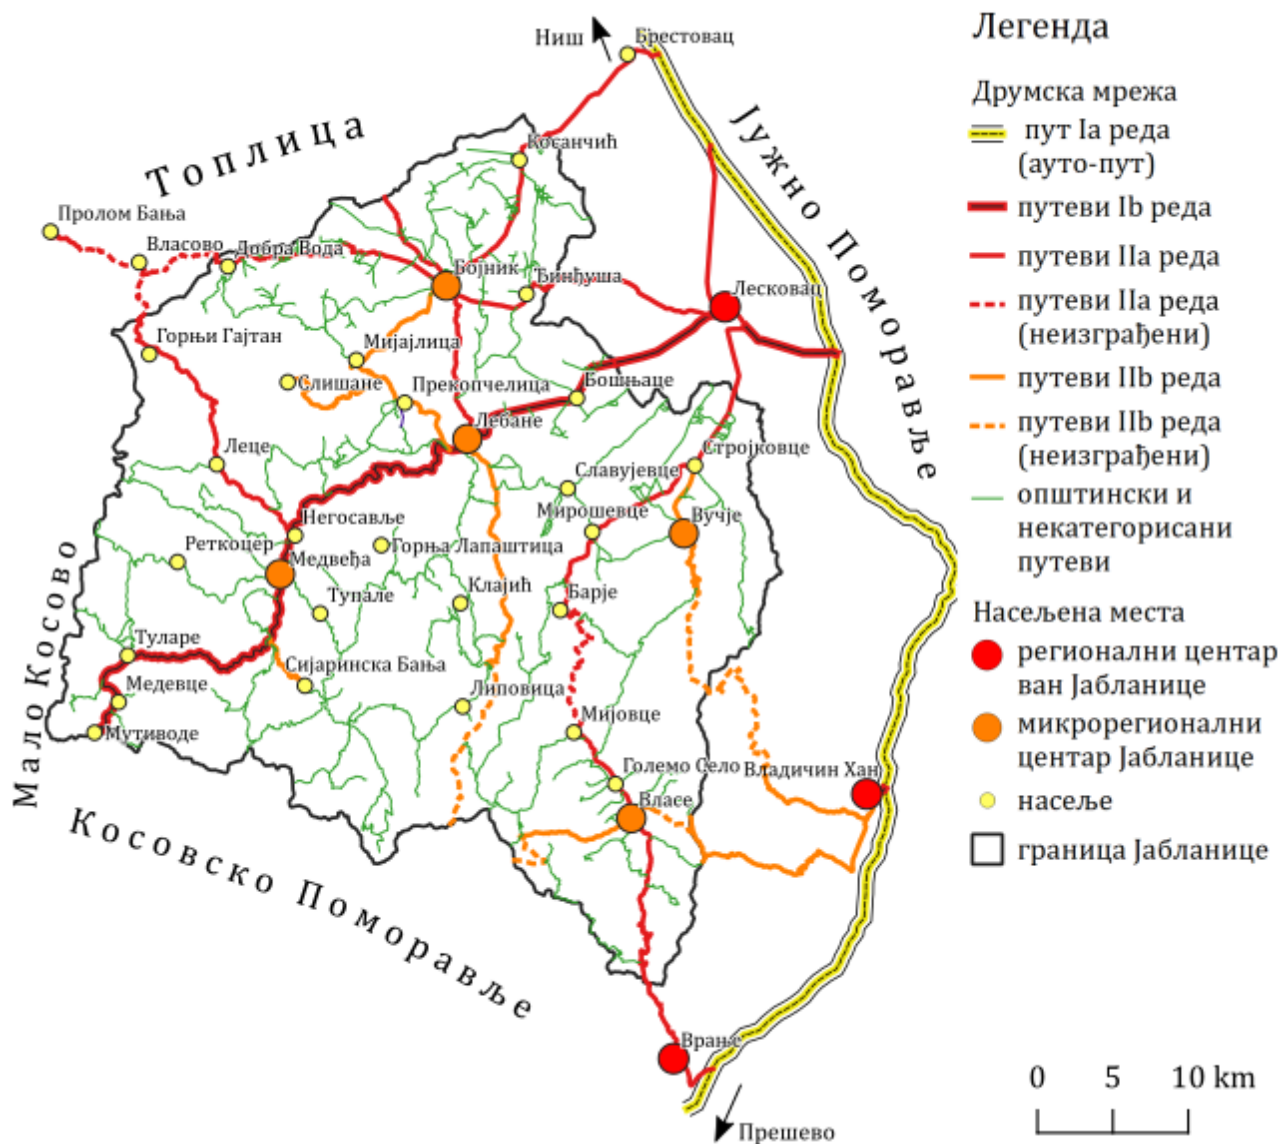 Ниш
Брестовац
Топлица
Јужно Поморавље
Косанчић
Пролом Бања
Власово
Добра Вода
Бојник
Ђинђуша
Лесковац
Горњи Гајтан
Мијајлица
Слишане
Прекопчелица
Бошњаце
Лебане
Леце
Славујевце
Стројковце
Негосавље
Мирошевце
Вучје
Реткоцер
Медвеђа
Горња Лапаштица
Тупале
Клајић
Барје
Туларе
Сијаринска Бања
Медевце
Липовица
Мијовце
Мутиводе
Мало Косово
Големо Село
Владичин Хан
Власе
Косовско Поморавље
Врање
Прешево
Легенда
Друмска мрежа
пут Ia реда
(ауто-пут)
путеви Ib реда
путеви IIa реда
путеви IIa реда
(неизграђени)
путеви IIb реда
путеви IIb реда
(неизграђени)
општински и
некатегорисани
путеви
Насељена места
регионални центар
ван Јабланице
микрорегионални
центар Јабланице
насеље
граница Јабланице
0 5 10 km